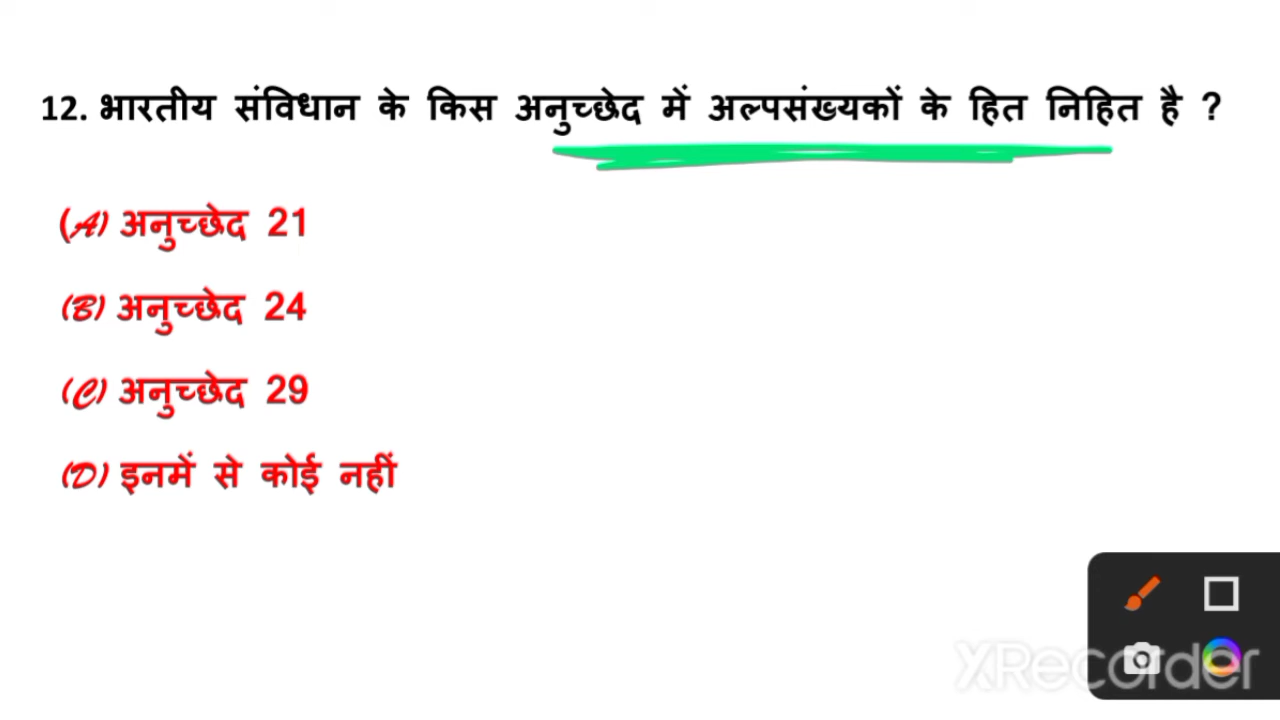 12. भारतीय संविधान के किस अनुच्छेद में अल्पसंख्यकों के हित निहित है ?
(A) अनुच्छेद 21
(B) अनुच्छेद 24
(C) अनुच्छेद 29
(D) इनमें से कोई नहीं
XRecorder